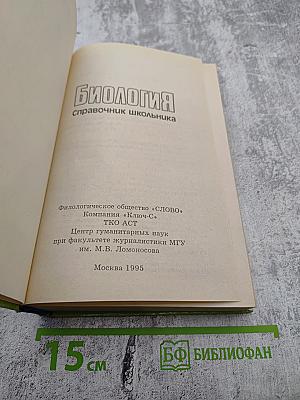 БИОЛОГИЯ
Справочник школьника
Филологическое общество «СЛОВО»
Компания «Ключ-С»
ТКО АСТ
Центр гуманитарных наук
при факультете журналистики МГУ
им. М.В. Ломоносова
Москва 1995
15 см
БФ БИБЛИОФАН